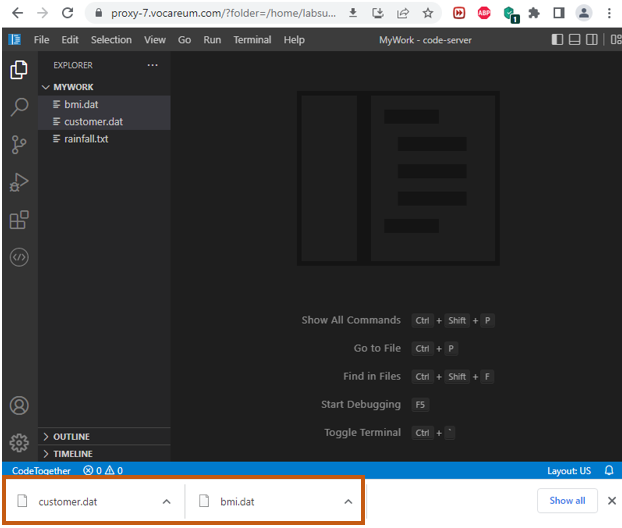 proxy-7.vocareum.com/?folder=/home/labsu...
ABP
1
File Edit Selection View Go Run Terminal Help MyWork - code-server
EXPLORER ...
MYWORK
bmi.dat
customer.dat
rainfall.txt
Show All Commands Ctrl + Shift + P
Go to File Ctrl + P
Find in Files Ctrl + Shift + F
Start Debugging F5
Toggle Terminal Ctrl + `
OUTLINE
TIMELINE
CodeTogether 0 0 Layout: US
customer.dat bmi.dat Show all